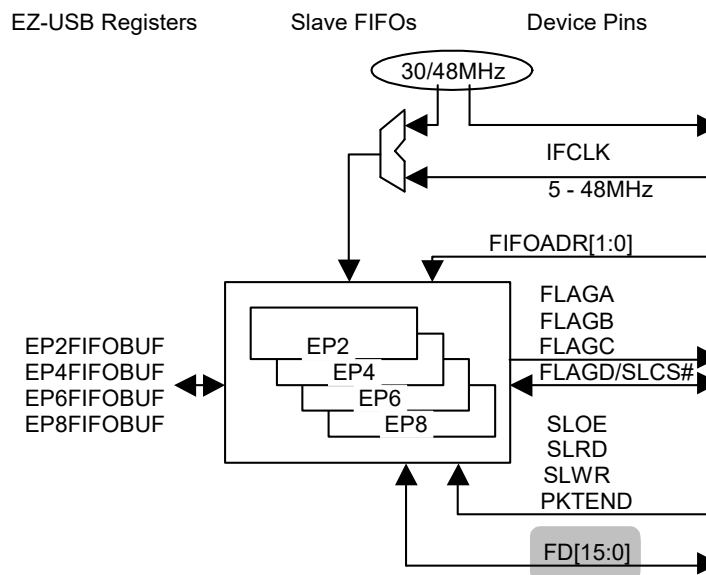 EZ-USB Registers Slave FIFOs Device Pins
30/48MHz
IFCLK
5 - 48MHz
FIFOADR[1:0]
FLAGA
FLAGB
FLAGC
FLAGD/SLCS#
EP2
EP4
EP6
EP8
EP2FIFOBUF
EP4FIFOBUF
EP6FIFOBUF
EP8FIFOBUF
SLOE
SLRD
SLWR
PKTEND
FD[15:0]